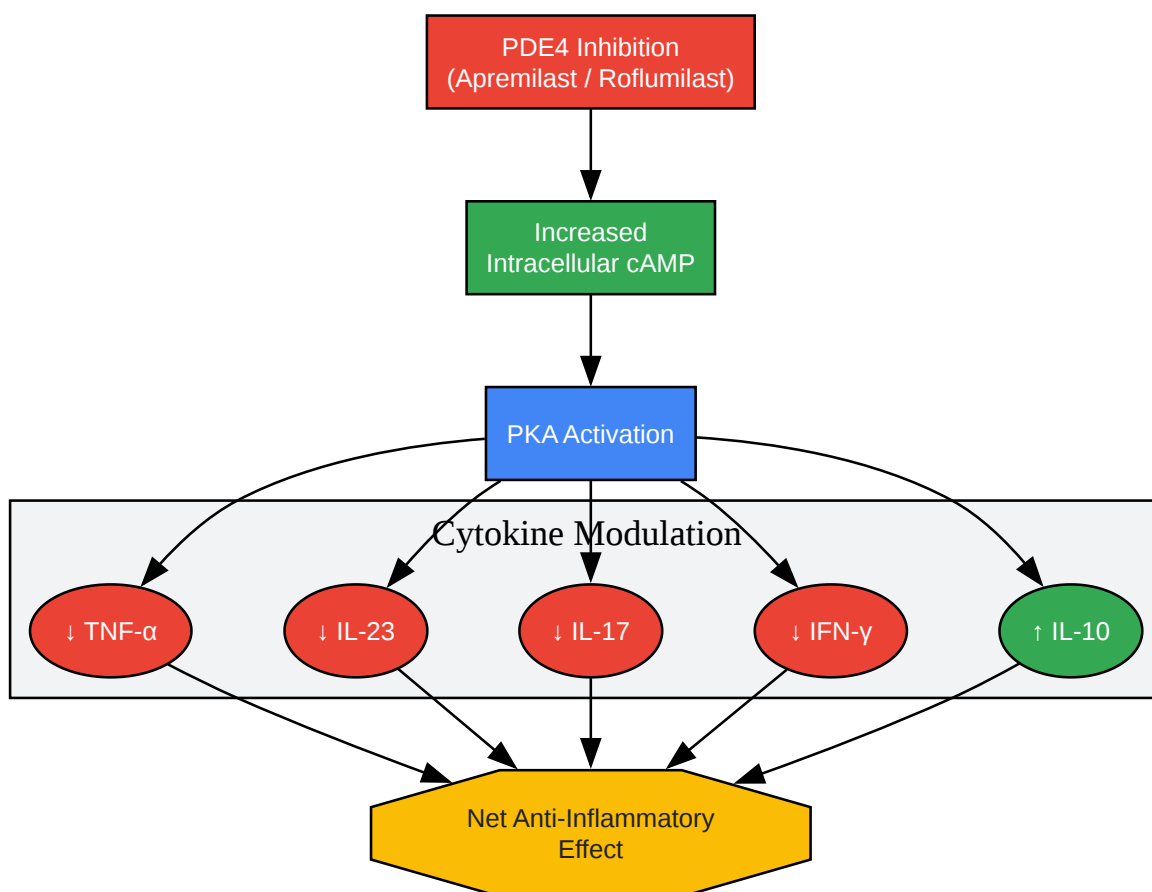 PDE4 Inhibition
(Apremilast / Roflumilast)
Increased
Intracellular cAMP
PKA Activation
Cytokine Modulation
↓ TNF-α
↓ IL-23
↓ IL-17
↓ IFN-γ
↑ IL-10
Net Anti-Inflammatory
Effect